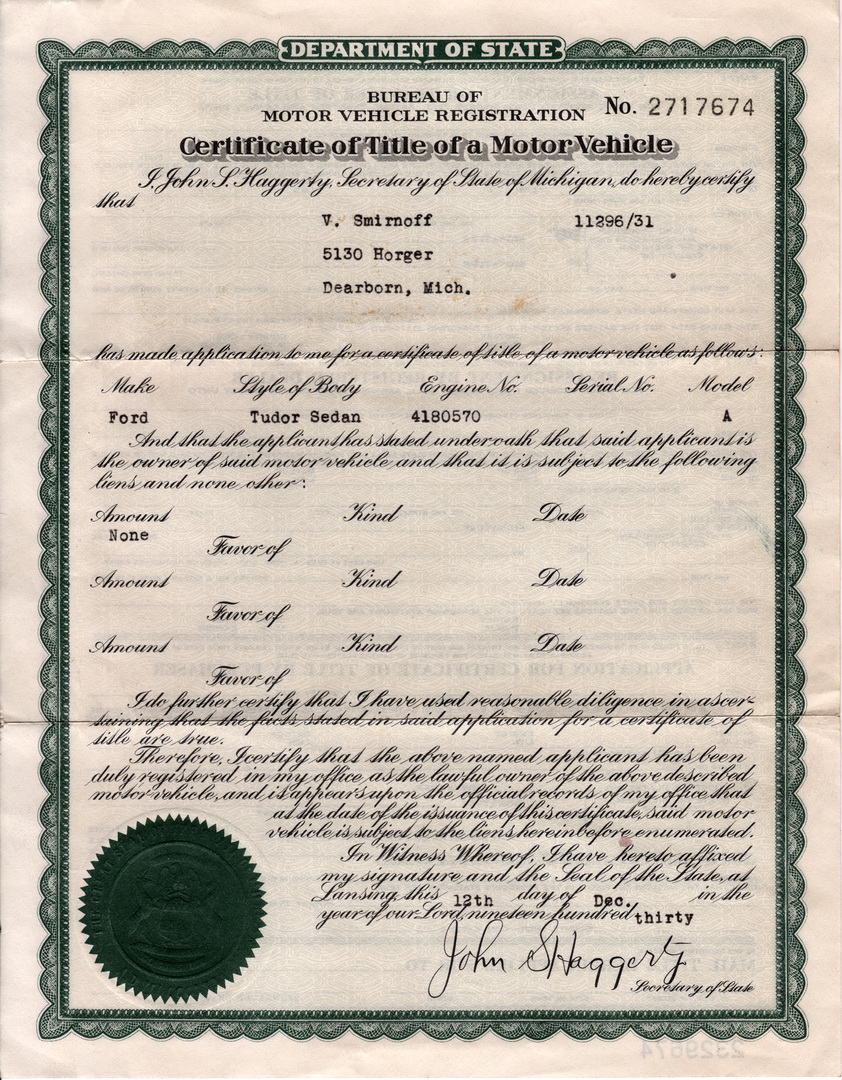 DEPARTMENT OF STATE
BUREAU OF
MOTOR VEHICLE REGISTRATION No. 2717674
Certificate of Title of a Motor Vehicle
I, John S. Haggerty, Secretary of State of Michigan, do hereby certify
that
V. Smirnoff 11296/31
5130 Horger
Dearborn, Mich.
has made application to me for a certificate of title of a motor vehicle as follows:
Make Style of Body Engine No. Serial No. Model
Ford Tudor Sedan 4180570 A
And that the applicant has stated under oath that said applicant is
the owner of said motor vehicle and that it is subject to the following
liens and none other:
Amount Kind Date
None
Favor of
Amount Kind Date
Favor of
Amount Kind Date
Favor of
I do further certify that I have used reasonable diligence in ascer-
taining that the facts stated in said application for a certificate of
title are true.
Therefore, I certify that the above named applicant has been
duly registered in my office as the lawful owner of the above described
motor vehicle, and it appears upon the official records of my office that
at the date of the issuance of this certificate, said motor
vehicle is subject to the liens hereinbefore enumerated.
In Witness Whereof, I have hereto affixed
my signature and the Seal of the State, at
Lansing, this 12th day of Dec. in the
year of our Lord, nineteen hundred thirty
John S Haggerty
Secretary of State